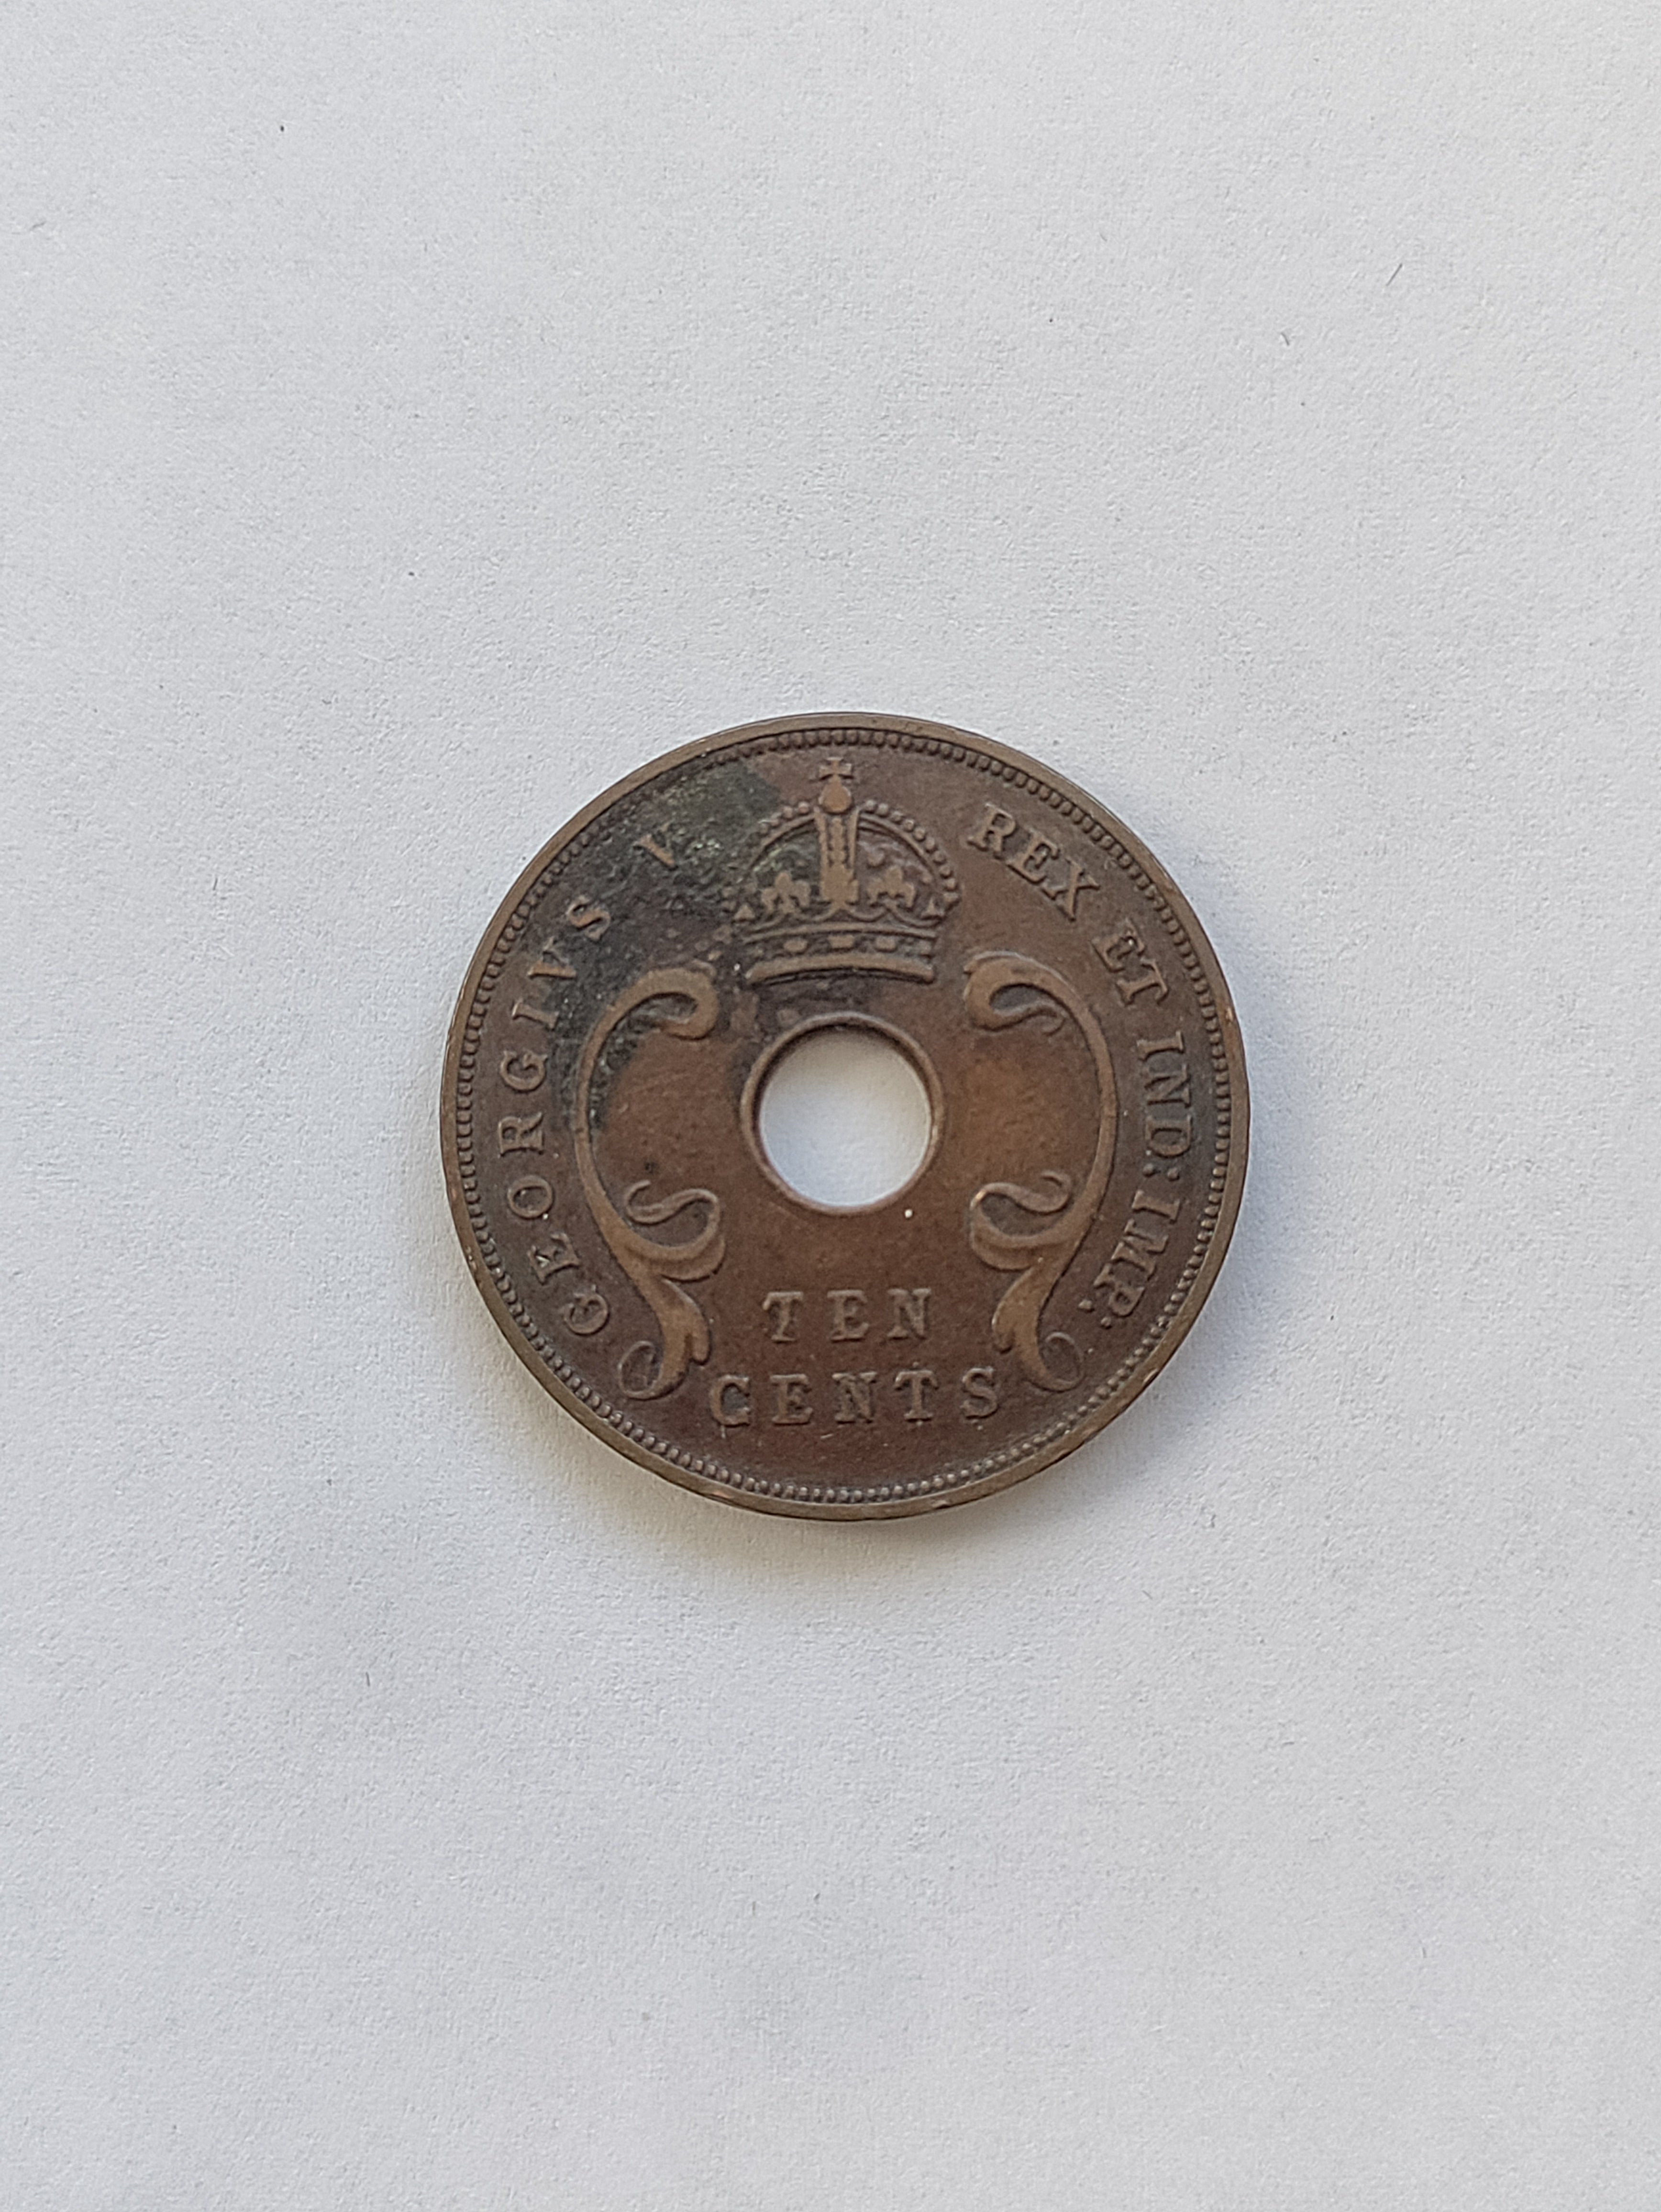 GEORGIVS V REX ET IND: IMP:
TEN
CENTS